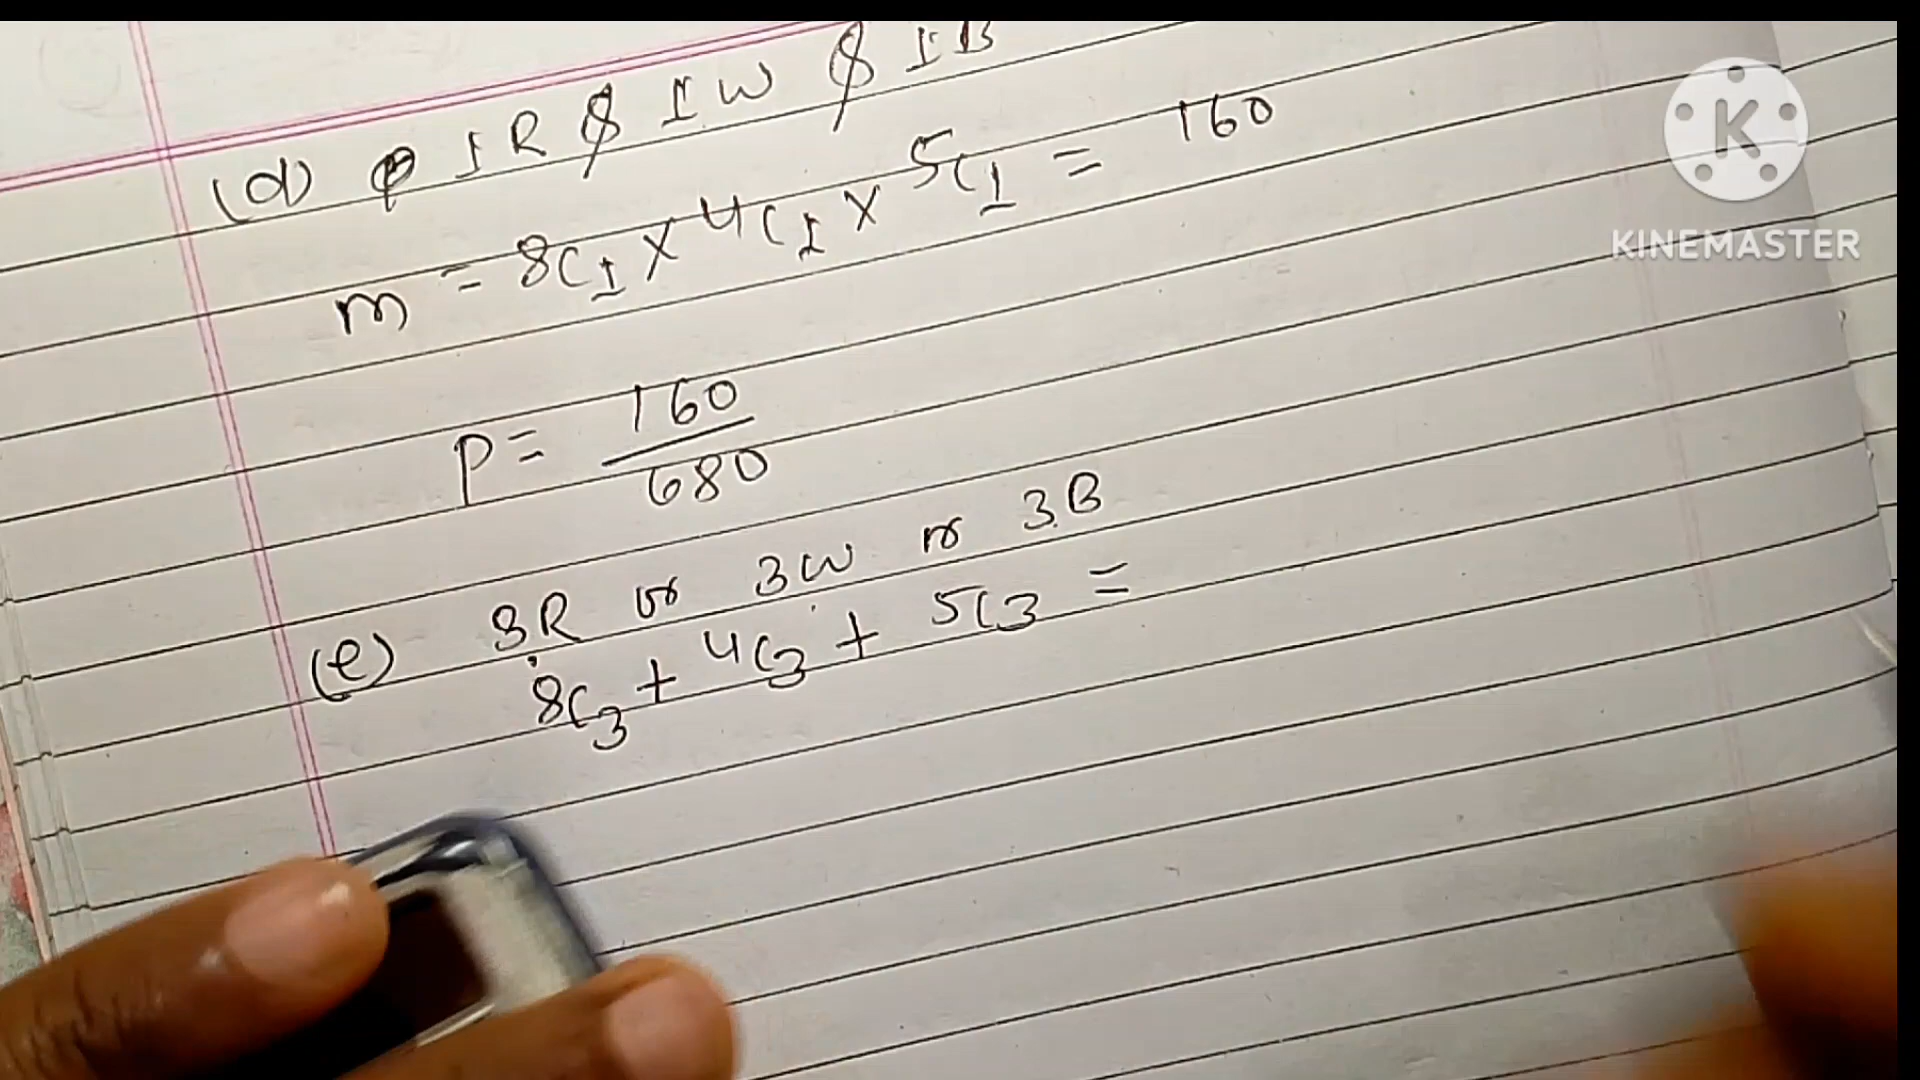 (d) 1R & 1W & 1B
m = 8C1 × 4C1 × 5C1 = 160
P = 160
680
(e) 3R or 3W or 3B
8C3 + 4C3 + 5C3 =
K
KINEMASTER